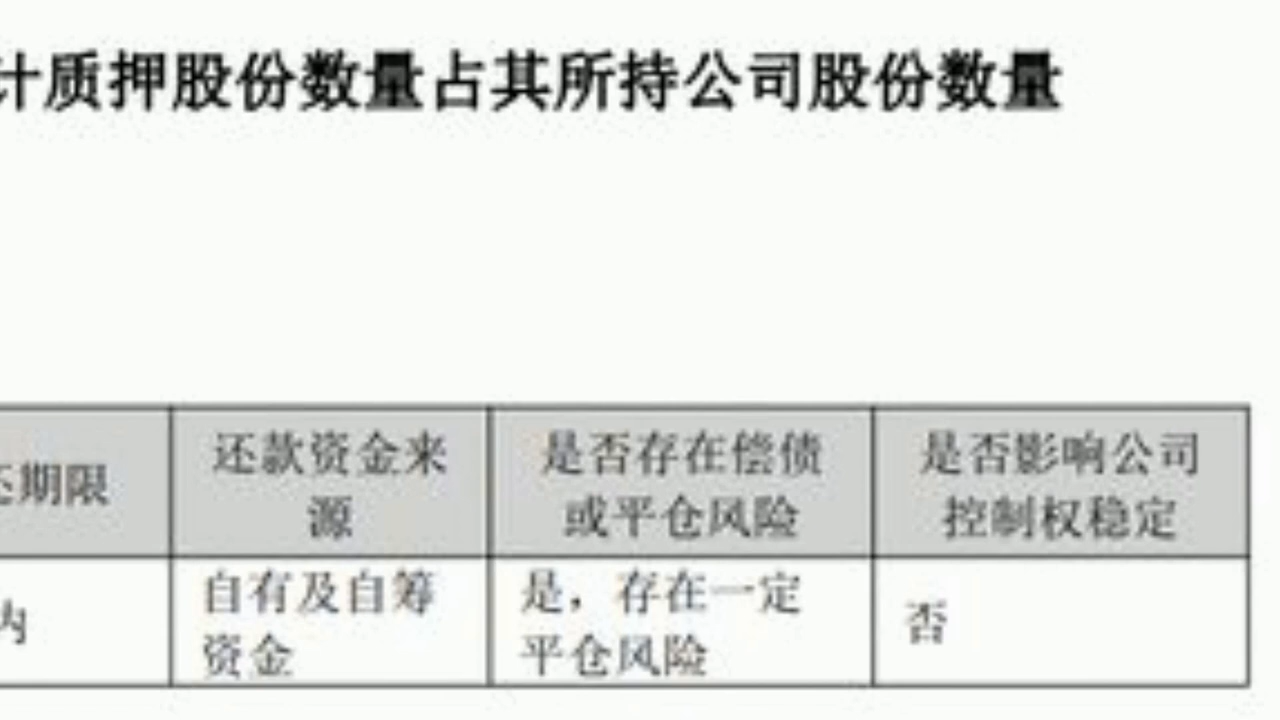 计质押股份数量占其所持公司股份数量
期限
还款资金来
源
是否存在偿债
或平仓风险
是否影响公司
控制权稳定
内
自有及自筹
资金
是，存在一定
平仓风险
否